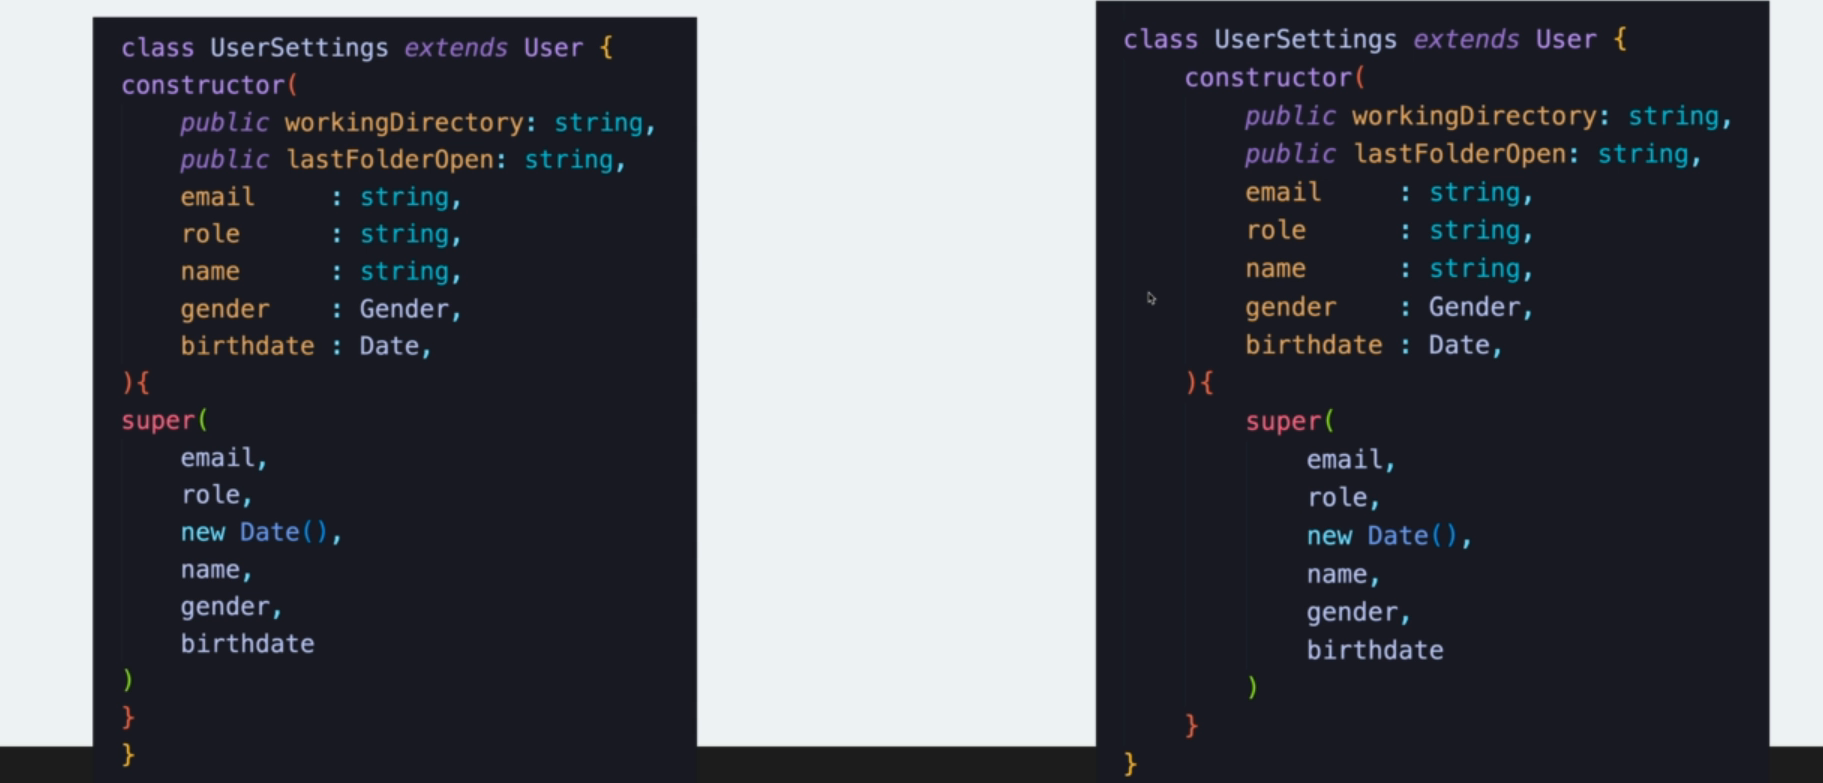 class UserSettings extends User {
constructor(
    public workingDirectory: string,
    public lastFolderOpen: string,
    email     : string,
    role      : string,
    name      : string,
    gender    : Gender,
    birthdate : Date,
){
super(
    email,
    role,
    new Date(),
    name,
    gender,
    birthdate
)
}
}
class UserSettings extends User {
    constructor(
        public workingDirectory: string,
        public lastFolderOpen: string,
        email     : string,
        role      : string,
        name      : string,
        gender    : Gender,
        birthdate : Date,
    ){
        super(
            email,
            role,
            new Date(),
            name,
            gender,
            birthdate
        )
    }
}